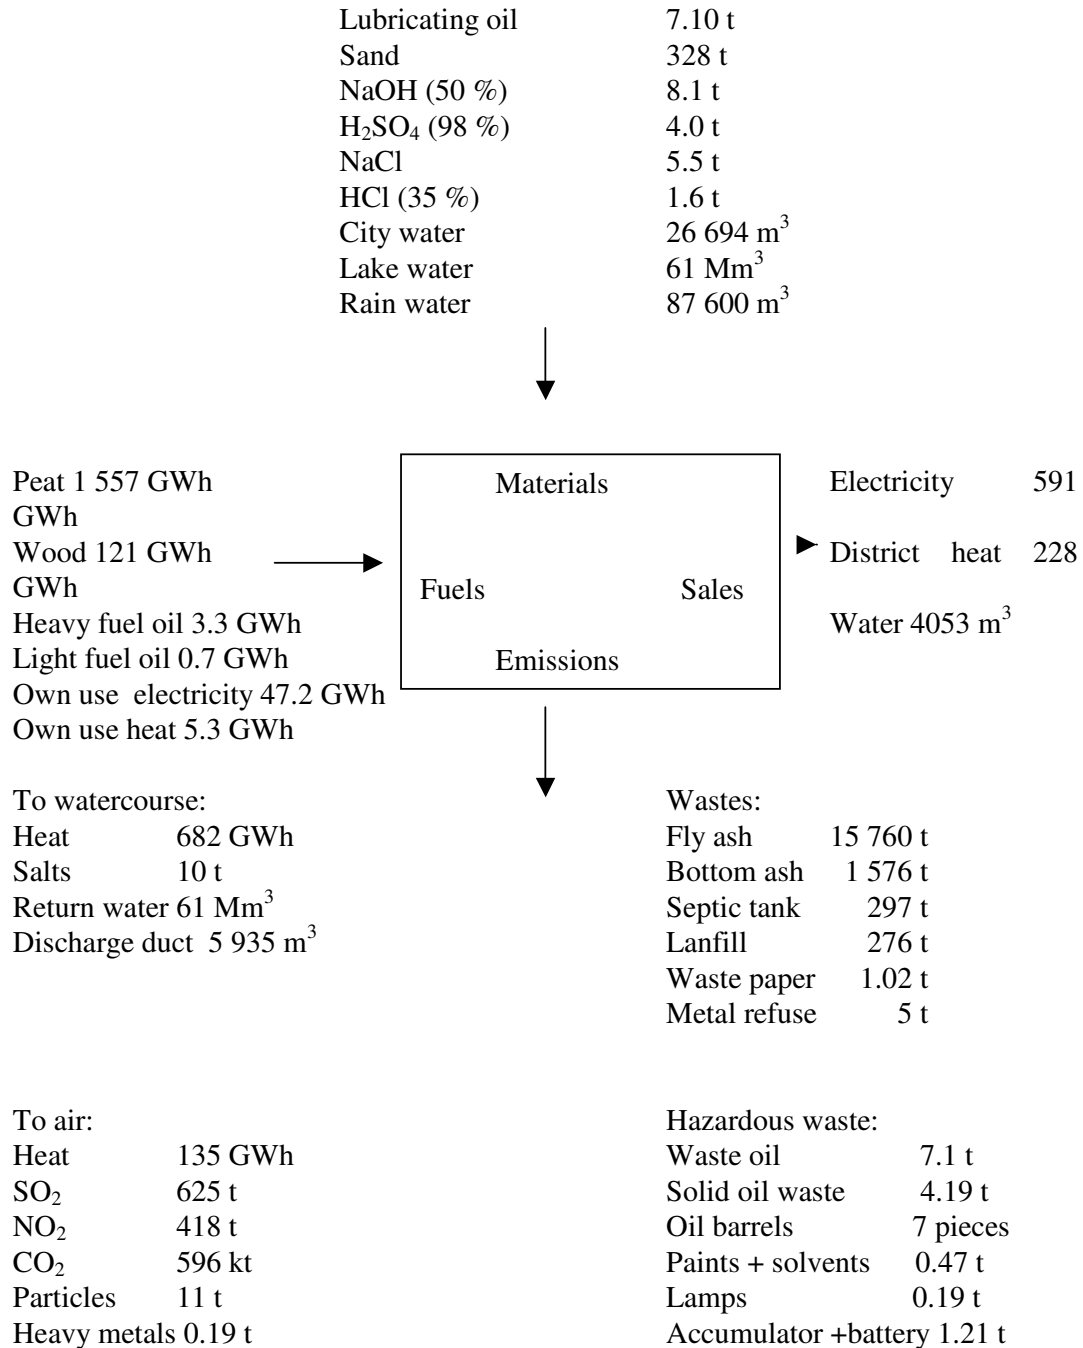 Lubricating oil 7.10 t
Sand 328 t
NaOH (50 %) 8.1 t
H₂SO₄ (98 %) 4.0 t
NaCl 5.5 t
HCl (35 %) 1.6 t
City water 26 694 m³
Lake water 61 Mm³
Rain water 87 600 m³
Peat 1 557 GWh
GWh
Wood 121 GWh
GWh
Heavy fuel oil 3.3 GWh
Light fuel oil 0.7 GWh
Own use electricity 47.2 GWh
Own use heat 5.3 GWh
Materials
Fuels Sales
Emissions
Electricity 591
District heat 228
Water 4053 m³
To watercourse:
Heat 682 GWh
Salts 10 t
Return water 61 Mm³
Discharge duct 5 935 m³
Wastes:
Fly ash 15 760 t
Bottom ash 1 576 t
Septic tank 297 t
Lanfill 276 t
Waste paper 1.02 t
Metal refuse 5 t
To air:
Heat 135 GWh
SO₂ 625 t
NO₂ 418 t
CO₂ 596 kt
Particles 11 t
Heavy metals 0.19 t
Hazardous waste:
Waste oil 7.1 t
Solid oil waste 4.19 t
Oil barrels 7 pieces
Paints + solvents 0.47 t
Lamps 0.19 t
Accumulator +battery 1.21 t